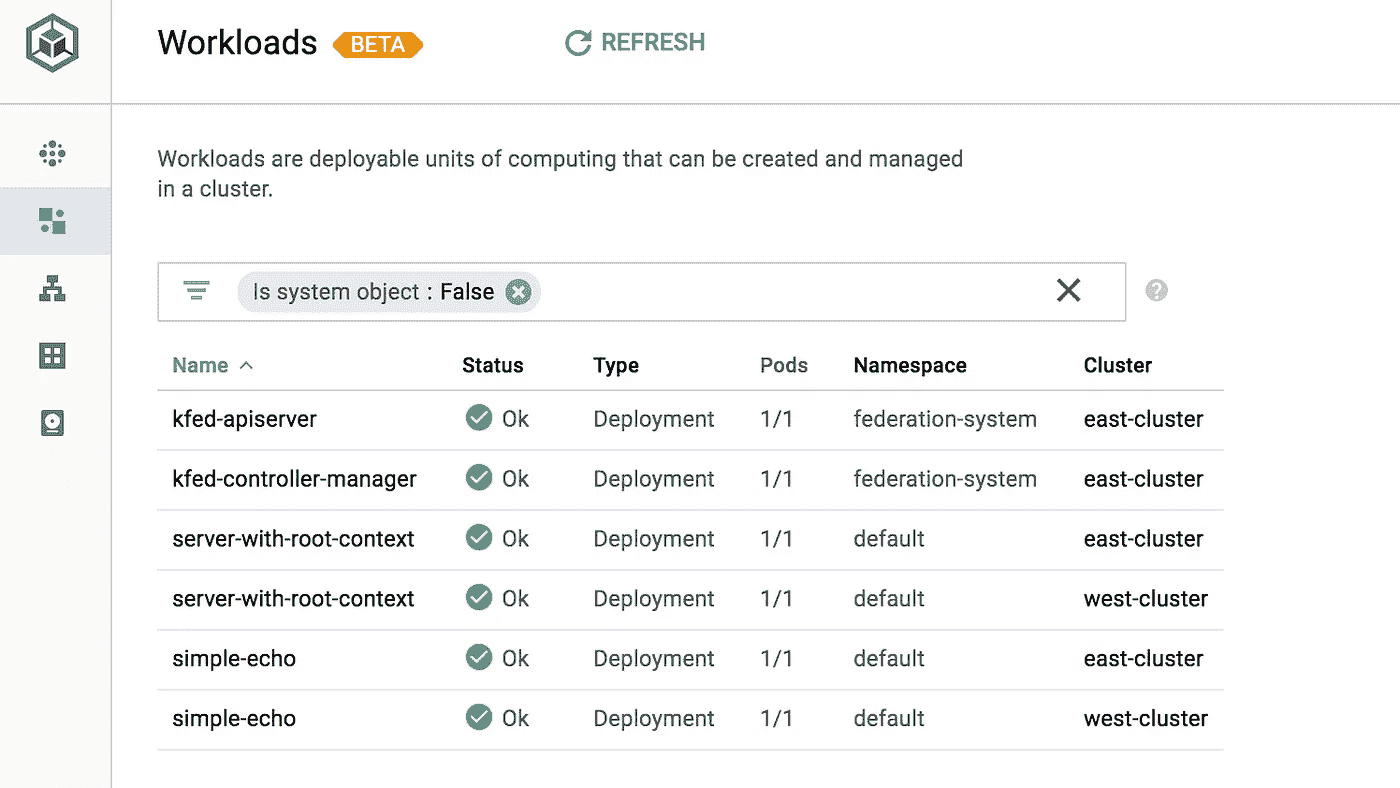 Workloads BETA REFRESH
Workloads are deployable units of computing that can be created and managed
in a cluster.
Is system object : False
Name Status Type Pods Namespace Cluster
kfed-apiserver Ok Deployment 1/1 federation-system east-cluster
kfed-controller-manager Ok Deployment 1/1 federation-system east-cluster
server-with-root-context Ok Deployment 1/1 default east-cluster
server-with-root-context Ok Deployment 1/1 default west-cluster
simple-echo Ok Deployment 1/1 default east-cluster
simple-echo Ok Deployment 1/1 default west-cluster